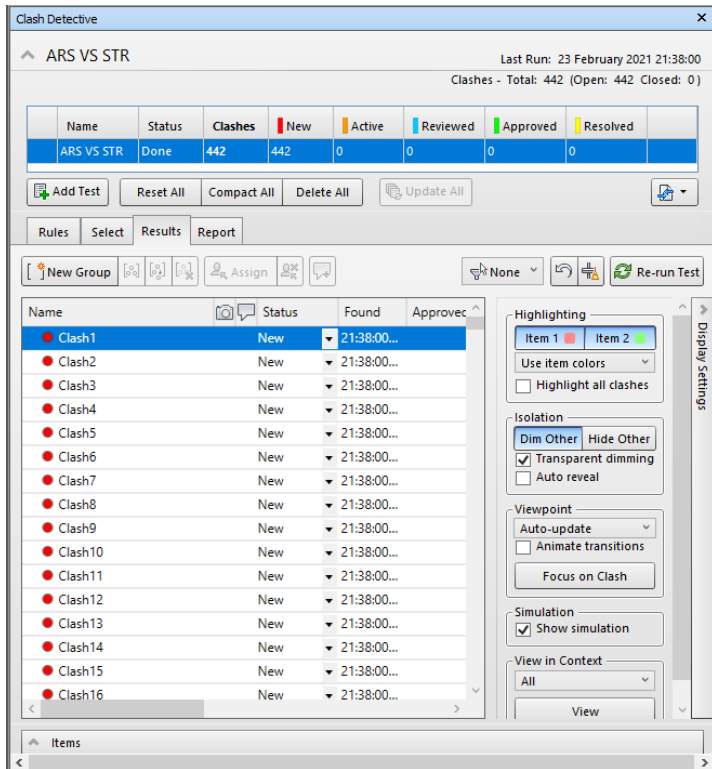 Clash Detective
ARS VS STR
Last Run: 23 February 2021 21:38:00
Clashes - Total: 442 (Open: 442 Closed: 0)
Name Status Clashes New Active Reviewed Approved Resolved
ARS VS STR Done 442 442 0 0 0 0
Add Test Reset All Compact All Delete All Update All
Rules Select Results Report
New Group Assign None Re-run Test
Name Status Found Approved
Clash1 New 21:38:00...
Clash2 New 21:38:00...
Clash3 New 21:38:00...
Clash4 New 21:38:00...
Clash5 New 21:38:00...
Clash6 New 21:38:00...
Clash7 New 21:38:00...
Clash8 New 21:38:00...
Clash9 New 21:38:00...
Clash10 New 21:38:00...
Clash11 New 21:38:00...
Clash12 New 21:38:00...
Clash13 New 21:38:00...
Clash14 New 21:38:00...
Clash15 New 21:38:00...
Clash16 New 21:38:00...
Highlighting
Item 1 Item 2
Use item colors
Highlight all clashes
Isolation
Dim Other Hide Other
Transparent dimming
Auto reveal
Viewpoint
Auto-update
Animate transitions
Focus on Clash
Simulation
Show simulation
View in Context
All
View
Display Settings
Items